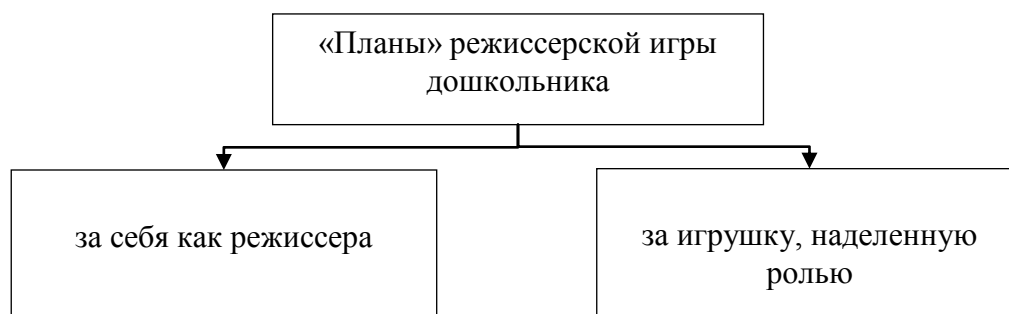 «Планы» режиссерской игры
дошкольника
за себя как режиссера
за игрушку, наделенную
ролью